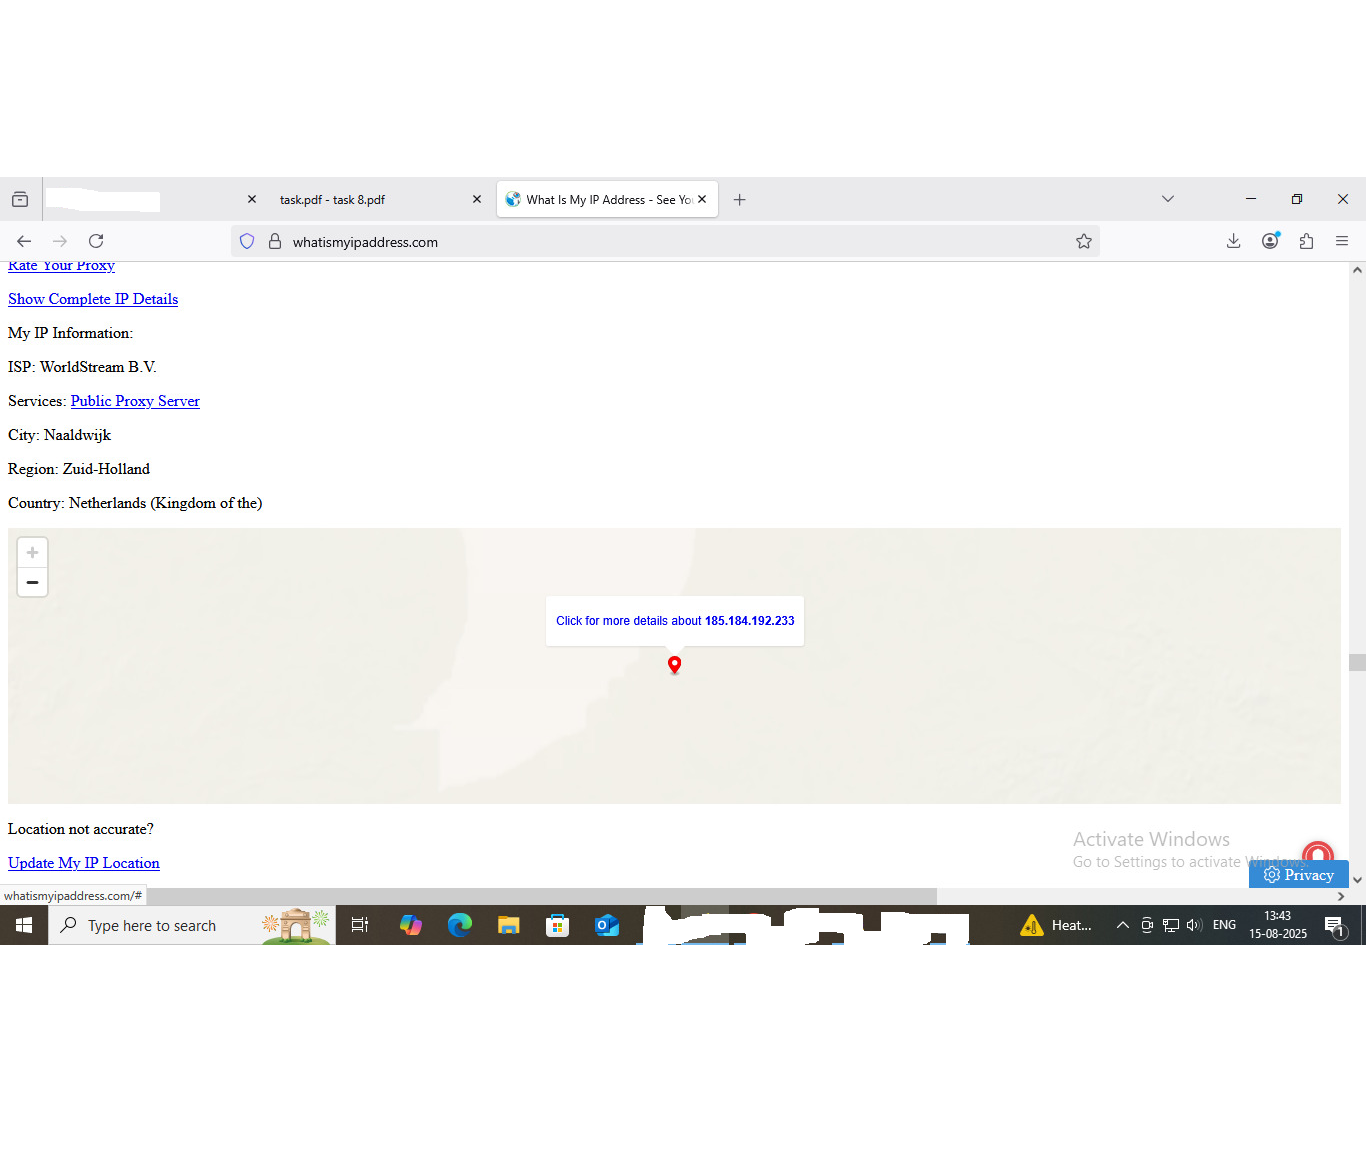 task.pdf - task 8.pdf
What Is My IP Address - See Yo
whatismyipaddress.com
Rate Your Proxy
Show Complete IP Details
My IP Information:
ISP: WorldStream B.V.
Services: Public Proxy Server
City: Naaldwijk
Region: Zuid-Holland
Country: Netherlands (Kingdom of the)
+
−
Click for more details about 185.184.192.233
Location not accurate?
Update My IP Location
Activate Windows
Go to Settings to activate Windows.
Privacy
whatismyipaddress.com/#
Type here to search
Heat...
ENG
13:43
15-08-2025
1